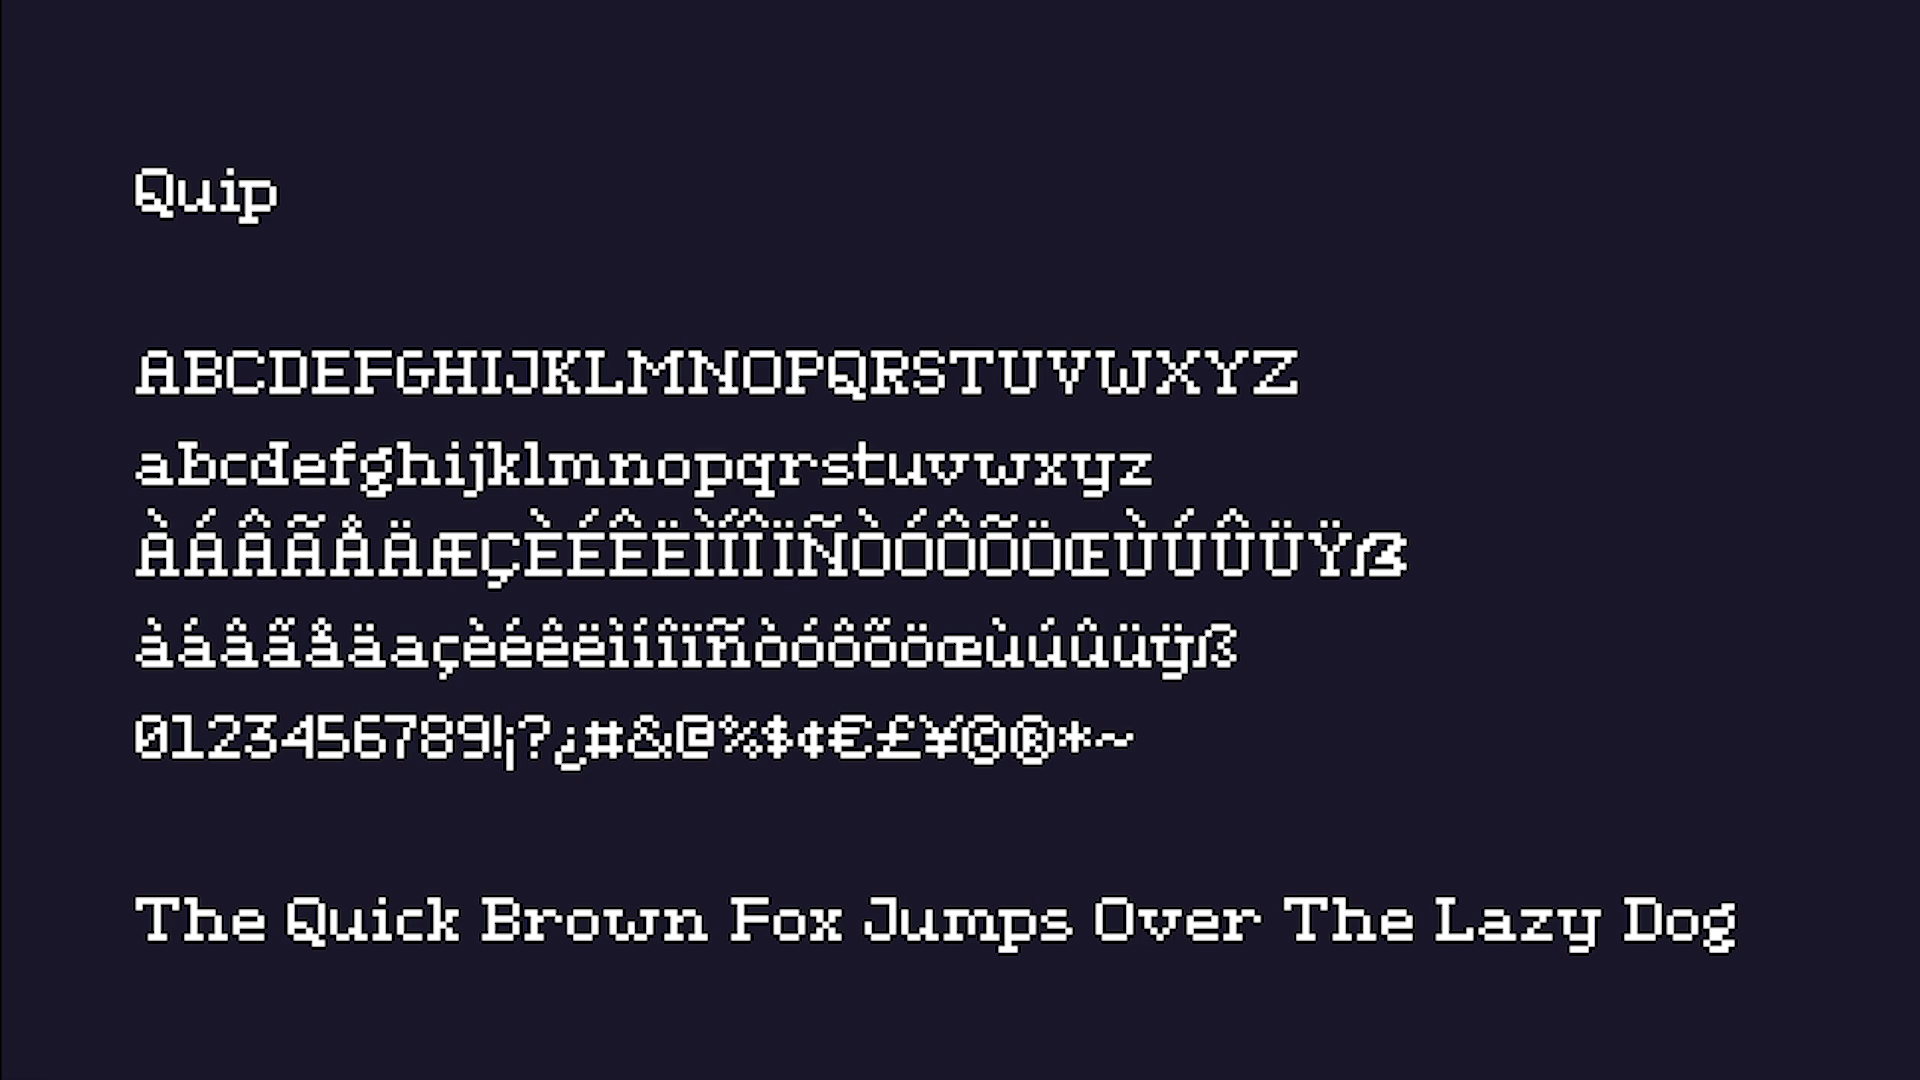 Quip
ABCDEFGHIJKLMNOPQRSTUVWXYZ
abcdefghijklmnopqrstuvwxyz
ÀÁÂÃÅÄÆÇÈÉÊËÌÍÎÏÑÒÓÔÕÖŒÙÚÛÜŸẞ
àáâãåäaçèéêëìíîïñòóôõöœùúûüÿß
0123456789!¡?¿#&@%$¢€£¥©®*~
The Quick Brown Fox Jumps Over The Lazy Dog